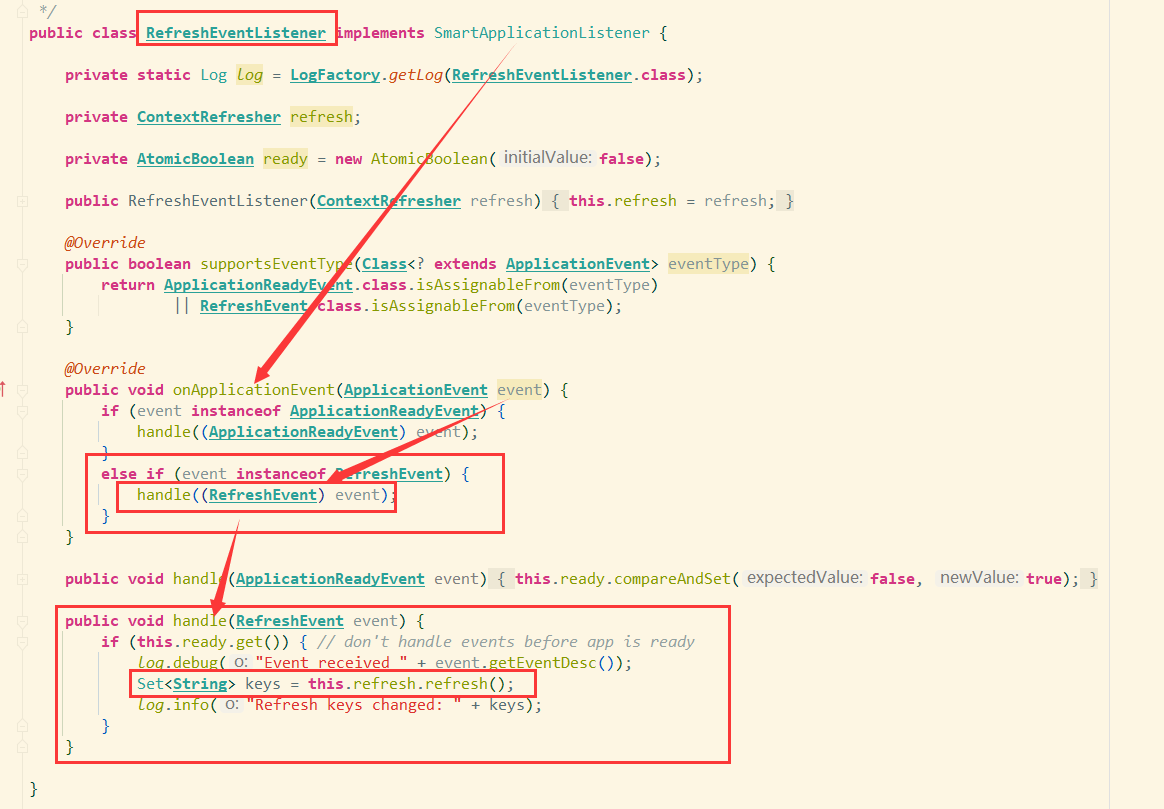 */
public class RefreshEventListener implements SmartApplicationListener {
private static Log log = LogFactory.getLog(RefreshEventListener.class);
private ContextRefresher refresh;
private AtomicBoolean ready = new AtomicBoolean( initialValue: false);
public RefreshEventListener(ContextRefresher refresh) { this.refresh = refresh; }
@Override
public boolean supportsEventType(Class<? extends ApplicationEvent> eventType) {
return ApplicationReadyEvent.class.isAssignableFrom(eventType)
|| RefreshEvent.class.isAssignableFrom(eventType);
}
@Override
public void onApplicationEvent(ApplicationEvent event) {
if (event instanceof ApplicationReadyEvent) {
handle((ApplicationReadyEvent) event);
}
else if (event instanceof RefreshEvent) {
handle((RefreshEvent) event);
}
}
public void handle(ApplicationReadyEvent event) { this.ready.compareAndSet( expectedValue: false, newValue: true); }
public void handle(RefreshEvent event) {
if (this.ready.get()) { // don't handle events before app is ready
log.debug( o: "Event received " + event.getEventDesc());
Set<String> keys = this.refresh.refresh();
log.info( o: "Refresh keys changed: " + keys);
}
}
}